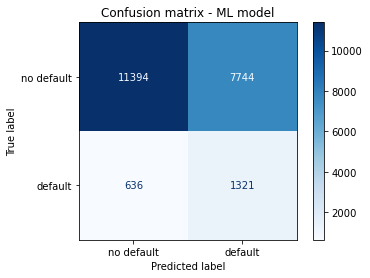 Confusion matrix - ML model
True label
no default
default
11394 7744
636 1321
no default default
Predicted label
10000
8000
6000
4000
2000